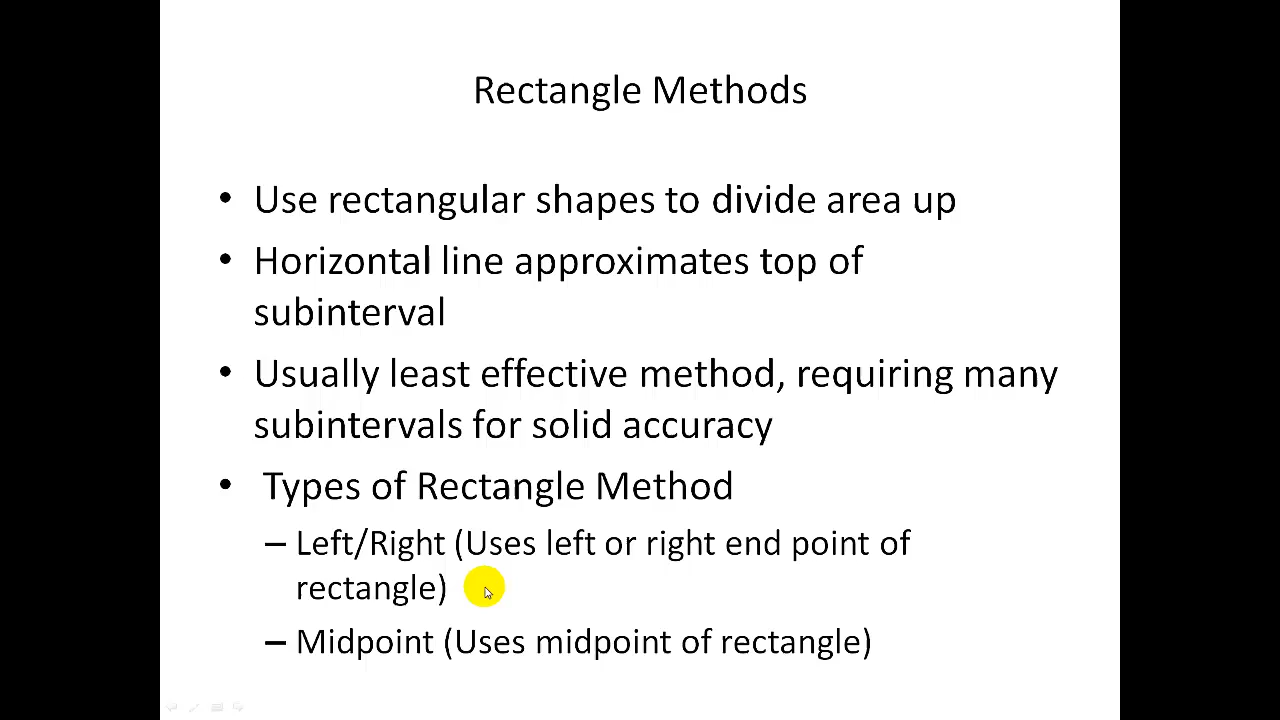 Rectangle Methods
• Use rectangular shapes to divide area up
• Horizontal line approximates top of
subinterval
• Usually least effective method, requiring many
subintervals for solid accuracy
• Types of Rectangle Method
– Left/Right (Uses left or right end point of
rectangle)
– Midpoint (Uses midpoint of rectangle)